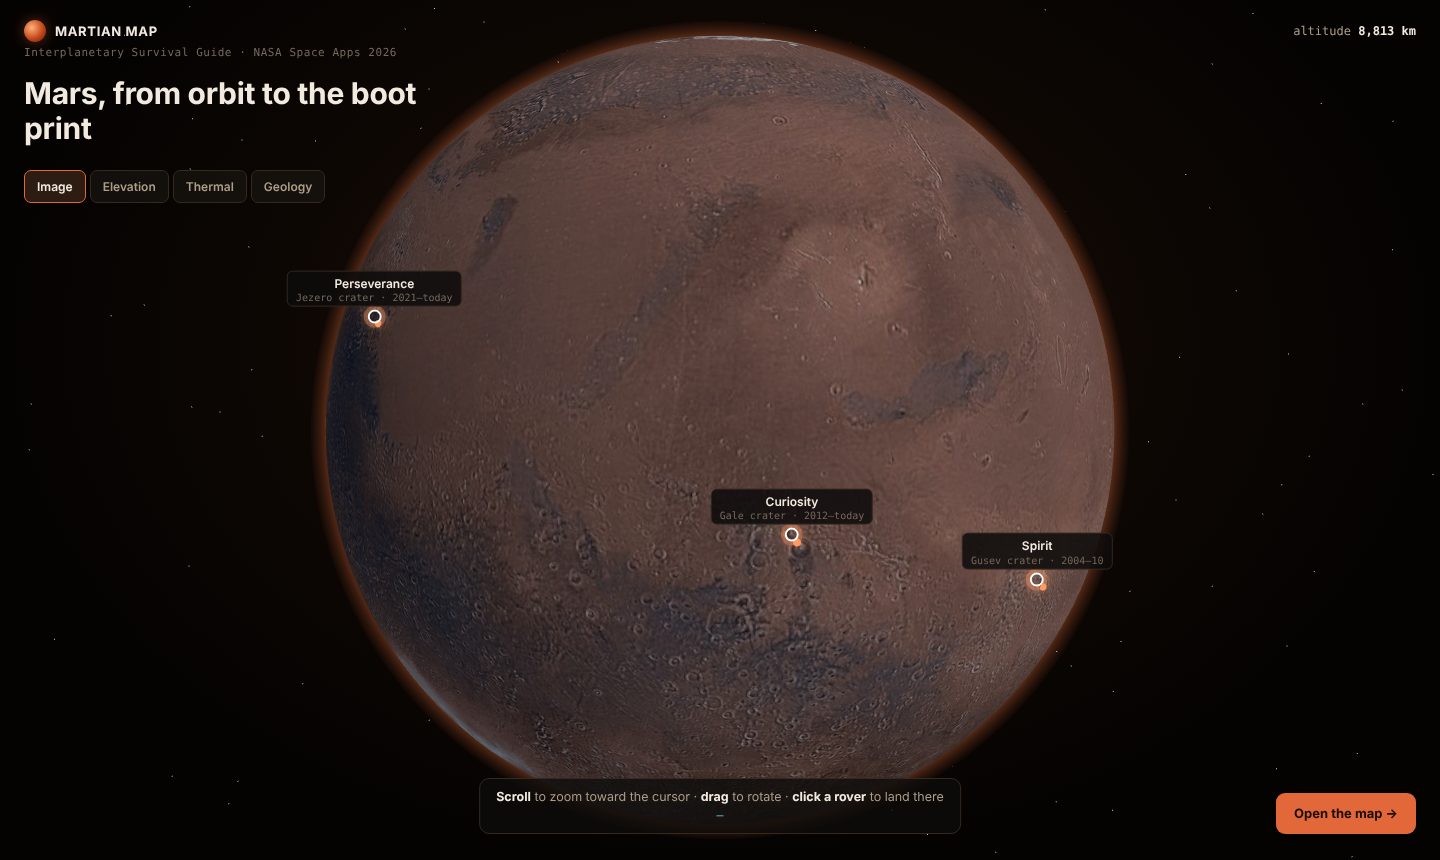 MARTIAN MAP
altitude 8,813 km
Interplanetary Survival Guide · NASA Space Apps 2026
Mars, from orbit to the boot
print
Image
Elevation
Thermal
Geology
Perseverance
Jezero crater · 2021–today
Curiosity
Gale crater · 2012–today
Spirit
Gusev crater · 2004–10
Scroll to zoom toward the cursor · drag to rotate · click a rover to land there
–
Open the map →